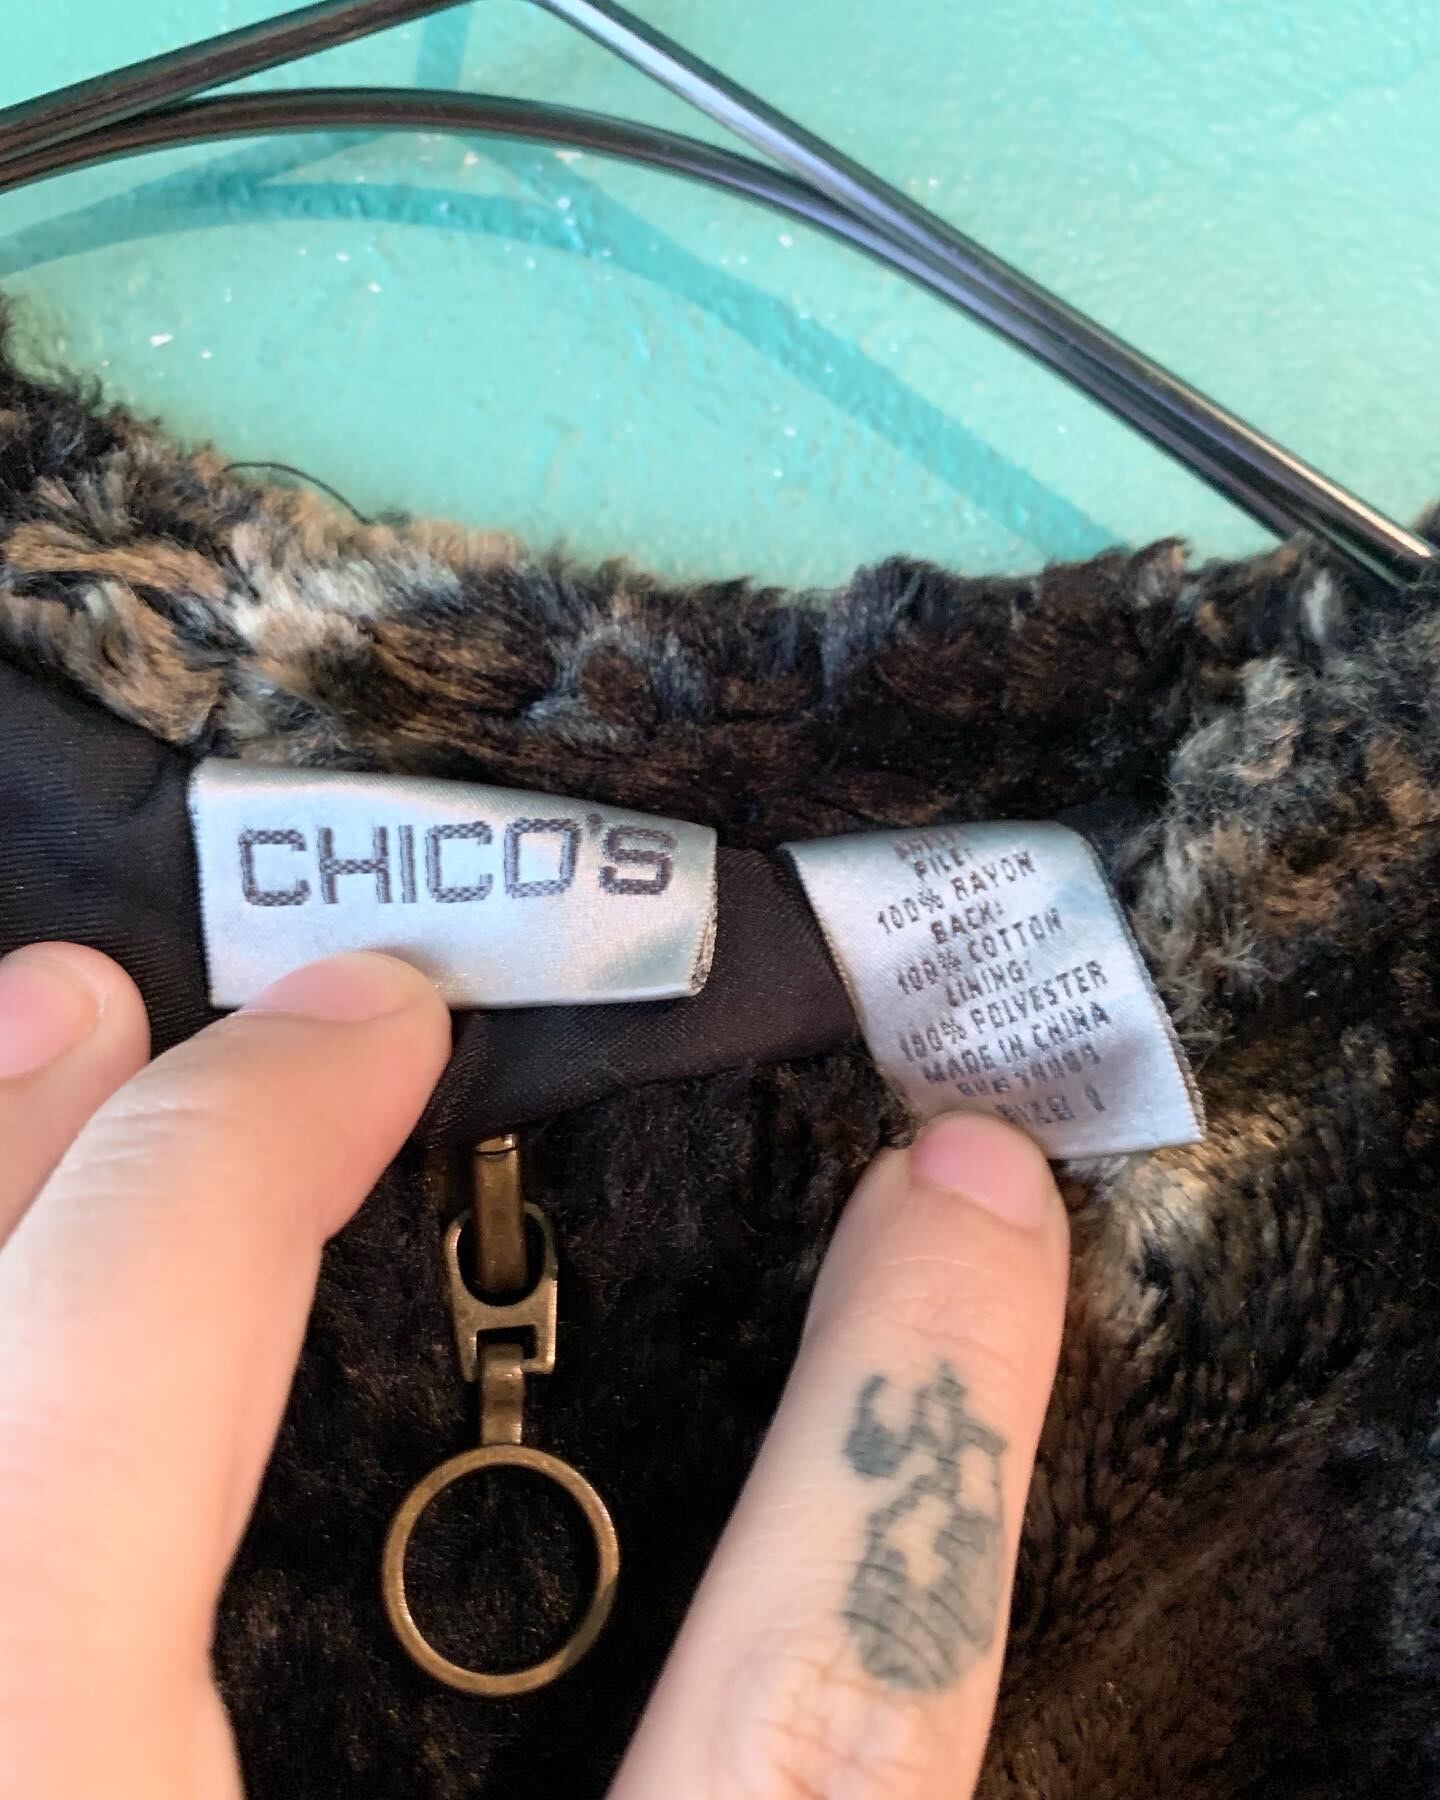 CHICO'S
PILE:
100% RAYON
BACK:
100% COTTON
LINING:
100% POLYESTER
MADE IN CHINA